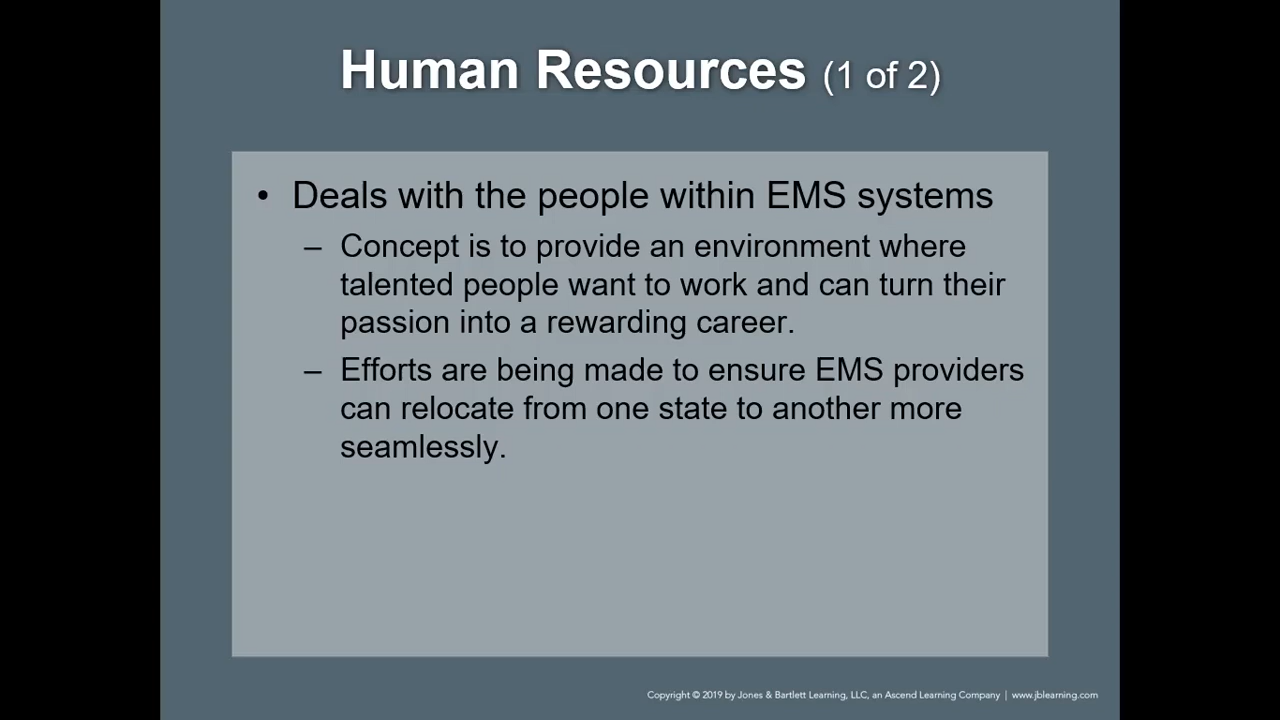 Human Resources (1 of 2)
• Deals with the people within EMS systems
– Concept is to provide an environment where
talented people want to work and can turn their
passion into a rewarding career.
– Efforts are being made to ensure EMS providers
can relocate from one state to another more
seamlessly.
Copyright © 2019 by Jones & Bartlett Learning, LLC, an Ascend Learning Company | www.jblearning.com